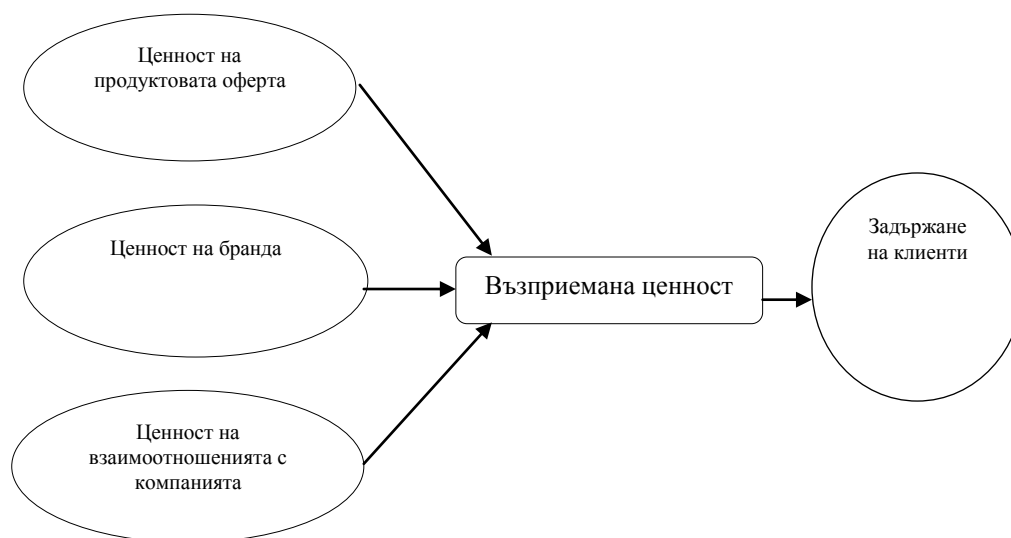 Ценност на
продуктовата оферта
Ценност на бранда
Възприемана ценност
Задържане
на клиенти
Ценност на
взаимоотношенията с
компанията